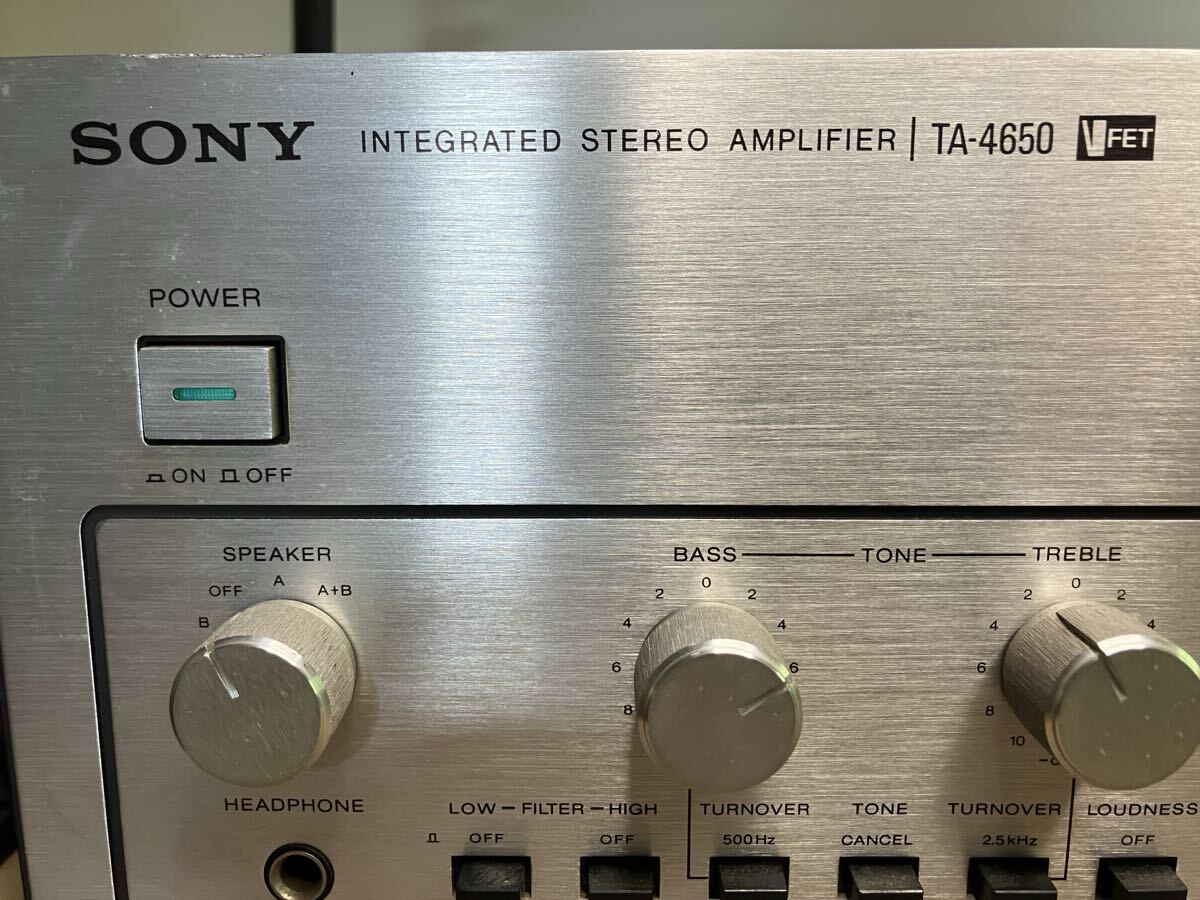 SONY INTEGRATED STEREO AMPLIFIER TA-4650 V FET
POWER
ON OFF
SPEAKER
OFF A A+B
B
BASS TONE TREBLE
2 0 2
4 4
6 6
8
2 0 2
4 4
6
8
10
HEADPHONE
LOW FILTER HIGH TURNOVER TONE TURNOVER LOUDNESS
OFF OFF 500Hz CANCEL 2.5kHz OFF